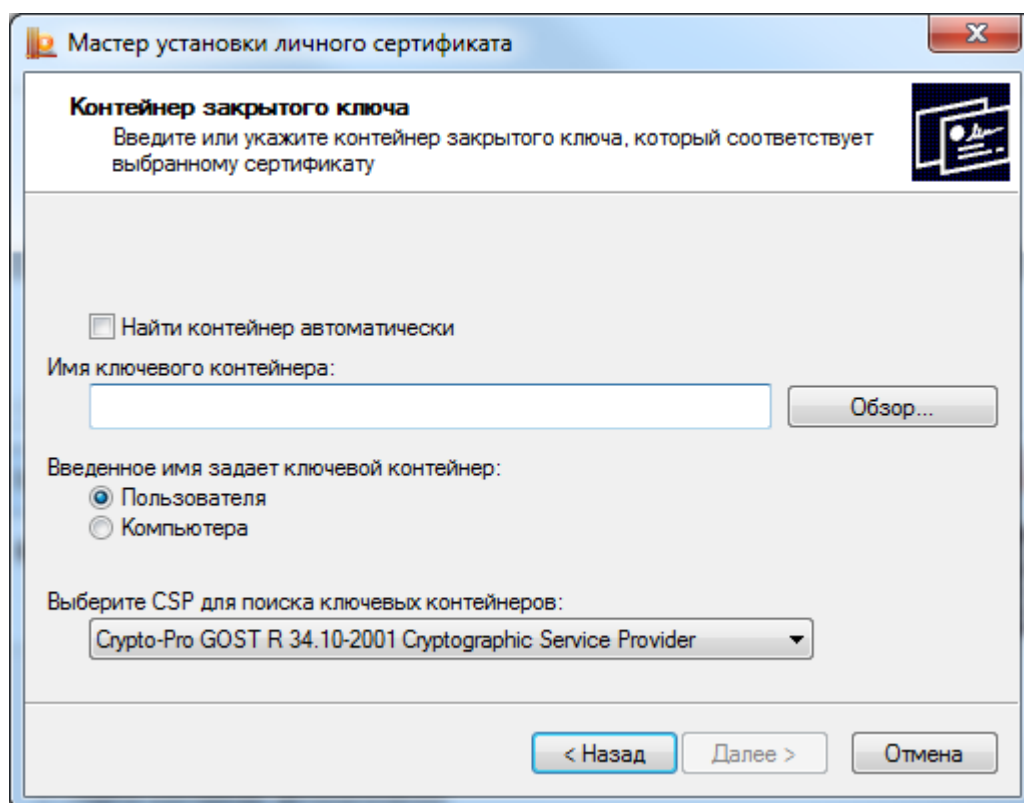 Мастер установки личного сертификата
Контейнер закрытого ключа
Введите или укажите контейнер закрытого ключа, который соответствует
выбранному сертификату
Найти контейнер автоматически
Имя ключевого контейнера:
Обзор...
Введенное имя задает ключевой контейнер:
Пользователя
Компьютера
Выберите CSP для поиска ключевых контейнеров:
Crypto-Pro GOST R 34.10-2001 Cryptographic Service Provider
< Назад
Далее >
Отмена